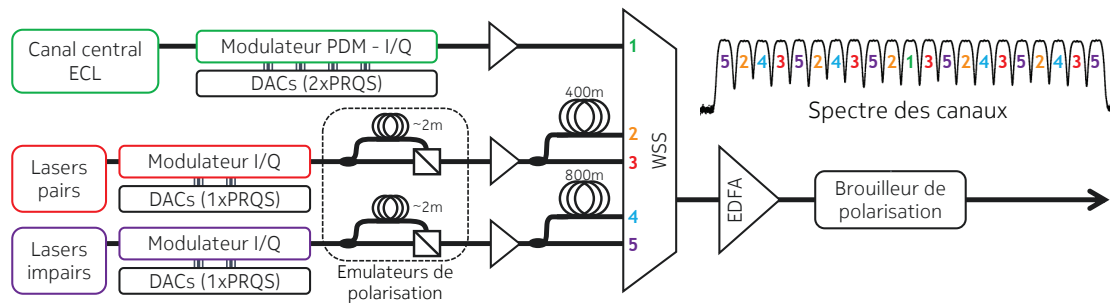 Canal central
ECL
Modulateur PDM - I/Q
DACs (2xPRQS)
1
5 2 4 3 5 2 4 3 5 2 1 3 5 2 4 3 5 2 4 3 5
Spectre des canaux
Lasers
pairs
Modulateur I/Q
DACs (1xPRQS)
~2m
400m
2
3
WSS
Lasers
impairs
Modulateur I/Q
DACs (1xPRQS)
~2m
Emulateurs de
polarisation
800m
4
5
EDFA
Brouilleur de
polarisation